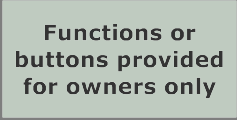 Functions or
buttons provided
for owners only